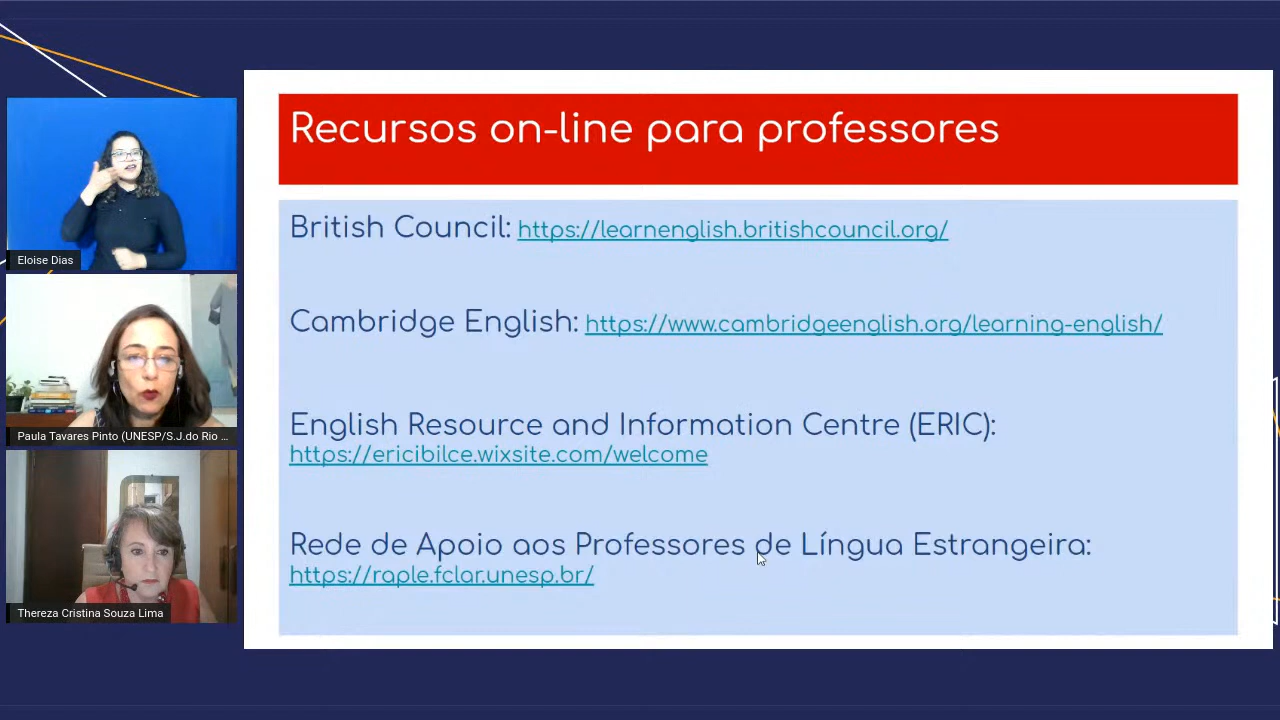 Recursos on-line para professores
British Council: https://learnenglish.britishcouncil.org/
Cambridge English: https://www.cambridgeenglish.org/learning-english/
English Resource and Information Centre (ERIC):
https://ericibilce.wixsite.com/welcome
Rede de Apoio aos Professores de Língua Estrangeira:
https://raple.fclar.unesp.br/
Eloise Dias
Paula Tavares Pinto (UNESP/S.J.do Rio ...
Thereza Cristina Souza Lima